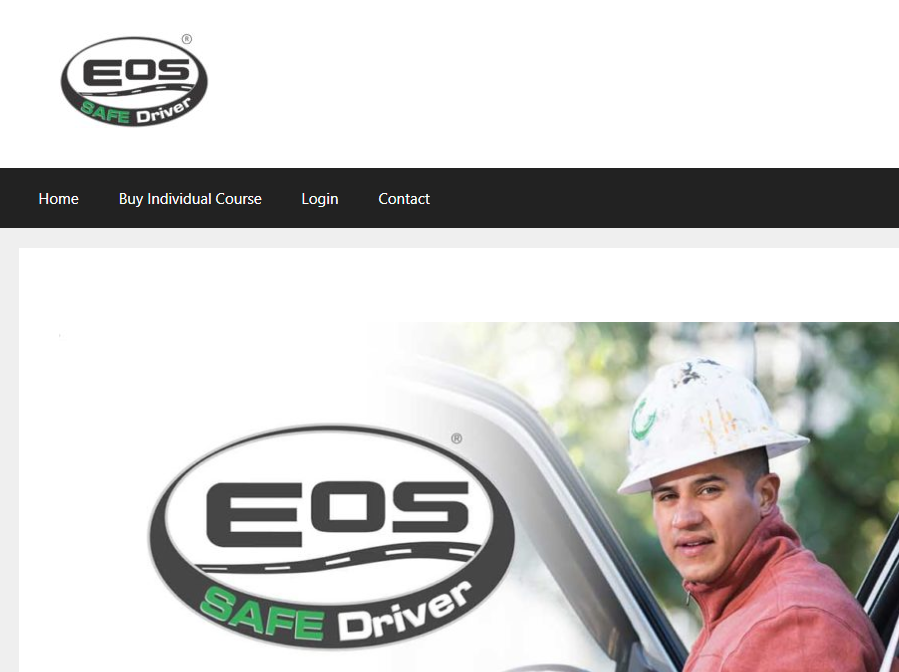 ®
EOS
SAFE Driver
Home Buy Individual Course Login Contact
®
EOS
SAFE Driver